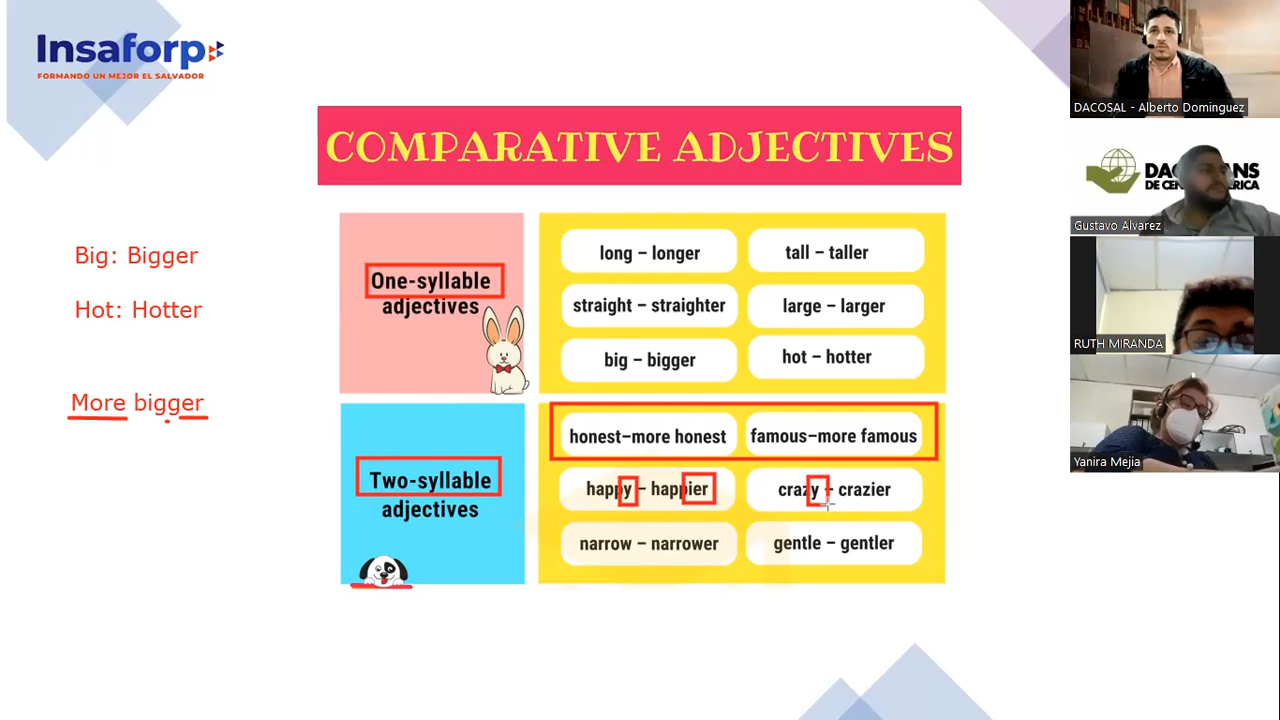 Insaforp
FORMANDO UN MEJOR EL SALVADOR
COMPARATIVE ADJECTIVES
Big: Bigger
Hot: Hotter
More bigger
One-syllable
adjectives
long – longer
tall – taller
straight – straighter
large – larger
big – bigger
hot – hotter
Two-syllable
adjectives
honest–more honest
famous–more famous
happy – happier
crazy – crazier
narrow – narrower
gentle – gentler
DACOSAL - Alberto Dominguez
Gustavo Alvarez
RUTH MIRANDA
Yanira Mejia